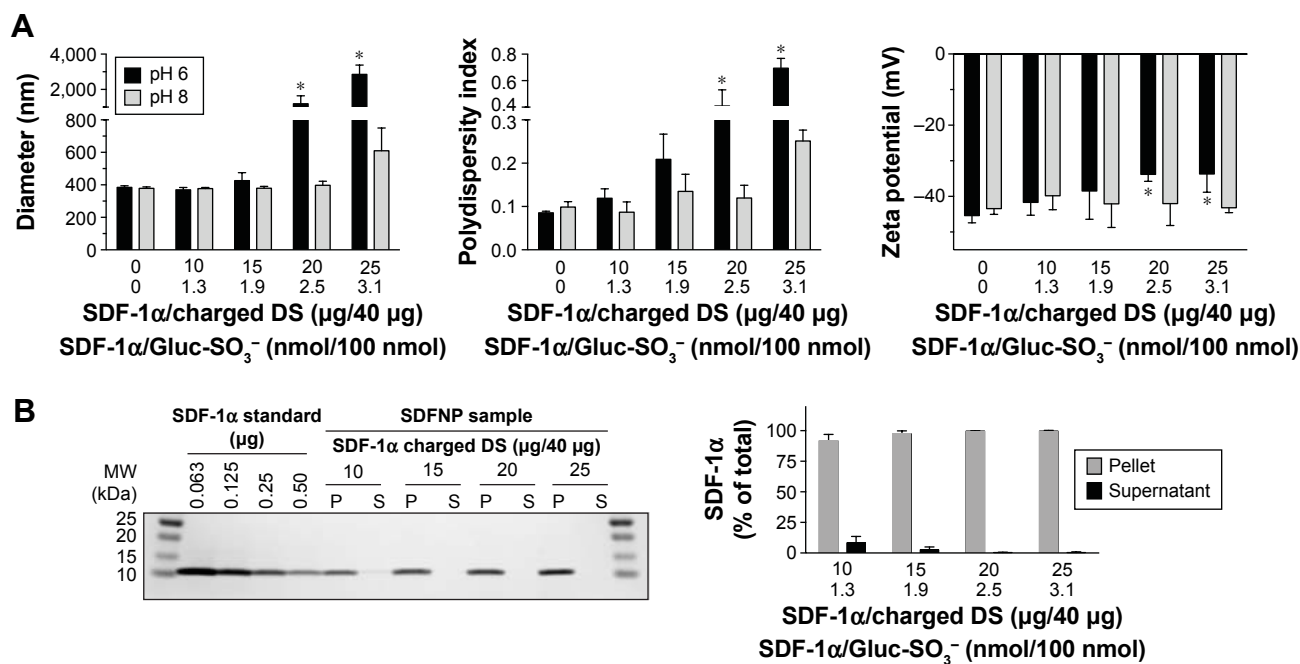 A
Diameter (nm)
4,000
2,000
800
600
400
200
0
pH 6
pH 8
*
*
0 10 15 20 25
0 1.3 1.9 2.5 3.1
SDF-1α/charged DS (µg/40 µg)
SDF-1α/Gluc-SO₃⁻ (nmol/100 nmol)
Polydispersity index
0.8
0.6
0.4
0.3
0.2
0.1
0.0
*
*
0 10 15 20 25
0 1.3 1.9 2.5 3.1
SDF-1α/charged DS (µg/40 µg)
SDF-1α/Gluc-SO₃⁻ (nmol/100 nmol)
Zeta potential (mV)
0
–20
–40
*
*
0 10 15 20 25
0 1.3 1.9 2.5 3.1
SDF-1α/charged DS (µg/40 µg)
SDF-1α/Gluc-SO₃⁻ (nmol/100 nmol)
B
SDF-1α standard
(µg)
SDFNP sample
SDF-1α charged DS (µg/40 µg)
MW
(kDa)
0.063 0.125 0.25 0.50
10 15 20 25
P S P S P S P S
25
20
15
10
SDF-1α
(% of total)
100
75
50
25
0
Pellet
Supernatant
10 15 20 25
1.3 1.9 2.5 3.1
SDF-1α/charged DS (µg/40 µg)
SDF-1α/Gluc-SO₃⁻ (nmol/100 nmol)